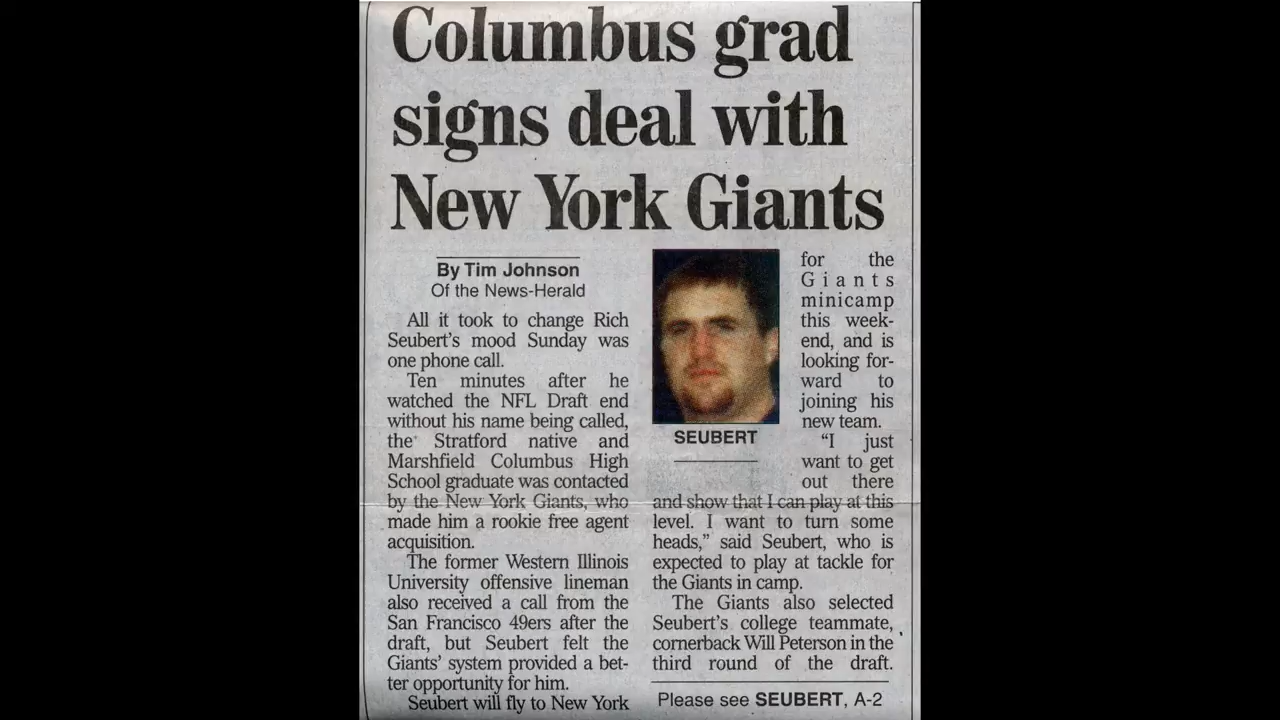 Columbus grad
signs deal with
New York Giants
By Tim Johnson
Of the News-Herald
All it took to change Rich
Seubert's mood Sunday was
one phone call.
Ten minutes after he
watched the NFL Draft end
without his name being called,
the Stratford native and
Marshfield Columbus High
School graduate was contacted
by the New York Giants, who
made him a rookie free agent
acquisition.
The former Western Illinois
University offensive lineman
also received a call from the
San Francisco 49ers after the
draft, but Seubert felt the
Giants' system provided a bet-
ter opportunity for him.
Seubert will fly to New York
SEUBERT
for the
Giants
minicamp
this week-
end, and is
looking for-
ward to
joining his
new team.
“I just
want to get
out there
and show that I can play at this
level. I want to turn some
heads,” said Seubert, who is
expected to play at tackle for
the Giants in camp.
The Giants also selected
Seubert's college teammate,
cornerback Will Peterson in the
third round of the draft.
Please see SEUBERT, A-2